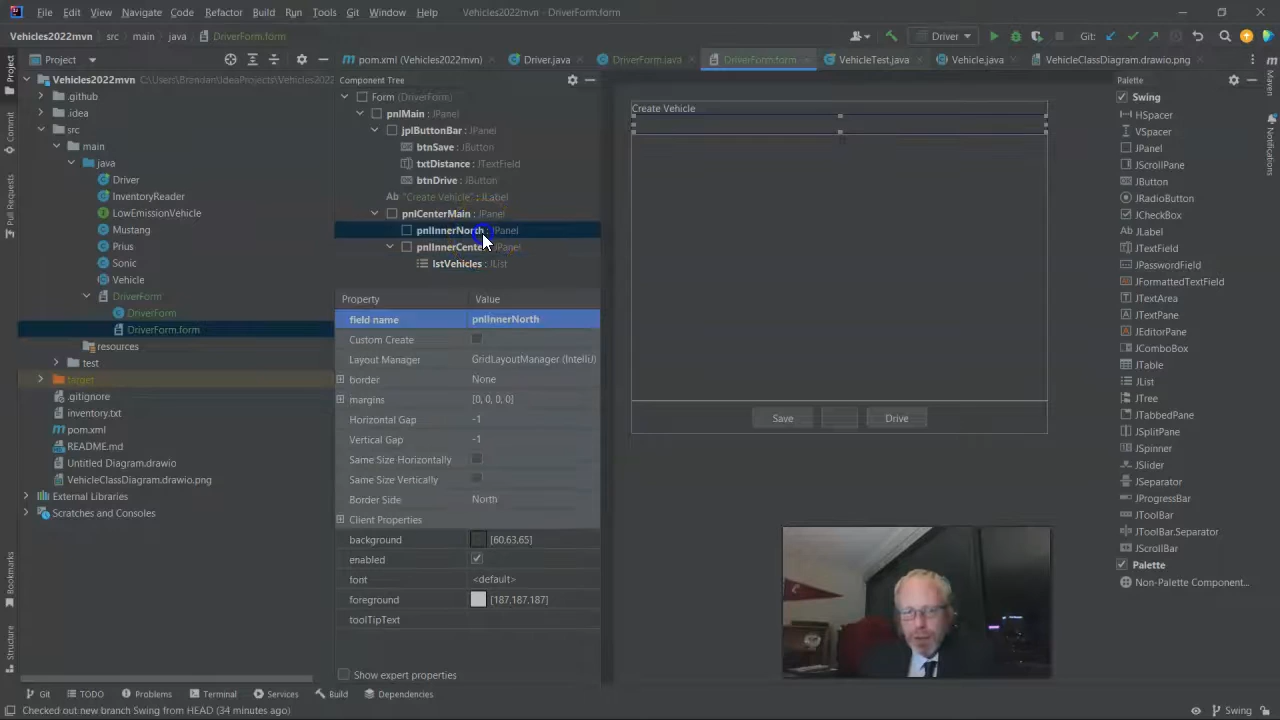 File Edit View Navigate Code Refactor Build Run Tools Git Window Help Vehicles2022mvn - DriverForm.form
Vehicles2022mvn src main java DriverForm.form Driver Git:
Project pom.xml (Vehicles2022mvn) Driver.java DriverForm.java DriverForm.form VehicleTest.java Vehicle.java VehicleClassDiagram.drawio.png
Vehicles2022mvn
.github
.idea
src
main
java
Driver
InventoryReader
LowEmissionVehicle
Mustang
Prius
Sonic
Vehicle
DriverForm
DriverForm
DriverForm.form
resources
test
target
.gitignore
inventory.txt
pom.xml
README.md
Untitled Diagram.drawio
VehicleClassDiagram.drawio.png
External Libraries
Scratches and Consoles
Component Tree
Form (DriverForm)
pnlMain : JPanel
jplButtonBar : JPanel
btnSave : JButton
txtDistance : JTextField
btnDrive : JButton
Ab "Create Vehicle" : JLabel
pnlCenterMain : JPanel
pnlInnerNorth : JPanel
JPanel
lstVehicles : JList
Property Value
field name pnlInnerNorth
Custom Create
Layout Manager GridLayoutManager (IntelliJ)
border None
margins [0, 0, 0, 0]
Horizontal Gap -1
Vertical Gap -1
Same Size Horizontally
Same Size Vertically
Border Side North
Client Properties
background [60,63,65]
enabled
font <default>
foreground [187,187,187]
toolTipText
Show expert properties
Create Vehicle
Save Drive
Palette
Swing
HSpacer
VSpacer
JPanel
JScrollPane
JButton
JRadioButton
JCheckBox
JLabel
JTextField
JPasswordField
JFormattedTextField
JTextArea
JTextPane
JEditorPane
JComboBox
JTable
JList
JTree
JTabbedPane
JSplitPane
JSpinner
JSlider
JSeparator
JProgressBar
JToolBar
JToolBar.Separator
JScrollBar
Palette
Non-Palette Component...
Project
Commit
Pull Requests
Bookmarks
Structure
Maven
Notifications
Git TODO Problems Terminal Services Build Dependencies
Checked out new branch Swing from HEAD (34 minutes ago) Swing